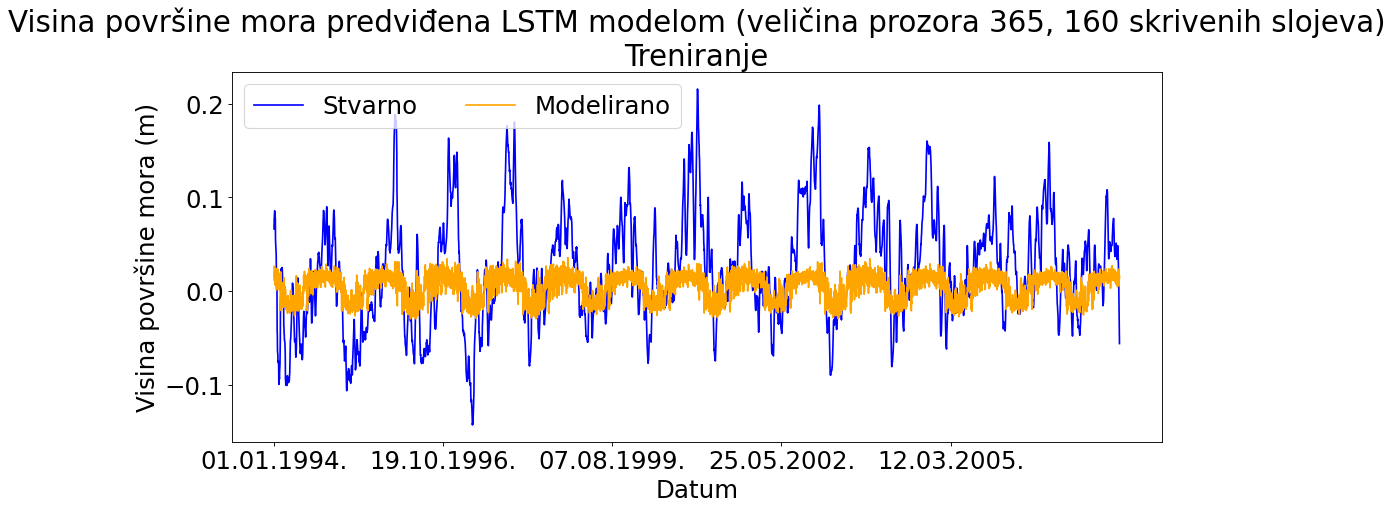 Visina površine mora predviđena LSTM modelom (veličina prozora 365, 160 skrivenih slojeva)
Treniranje
Stvarno
Modelirano
Visina površine mora (m)
0.2
0.1
0.0
−0.1
01.01.1994.
19.10.1996.
07.08.1999.
25.05.2002.
12.03.2005.
Datum